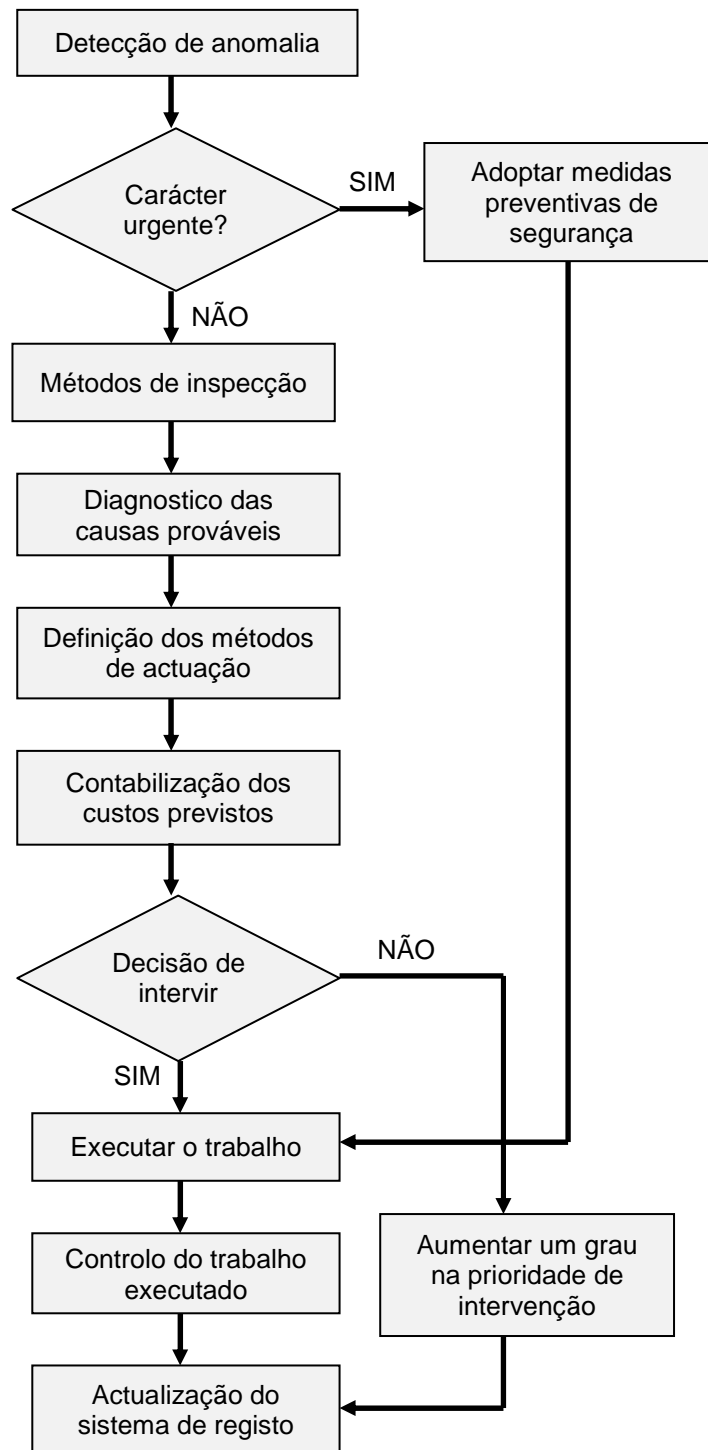 Detecção de anomalia
Carácter
urgente?
SIM
Adoptar medidas
preventivas de
segurança
NÃO
Métodos de inspecção
Diagnostico das
causas prováveis
Definição dos métodos
de actuação
Contabilização dos
custos previstos
Decisão de
intervir
NÃO
SIM
Executar o trabalho
Controlo do trabalho
executado
Aumentar um grau
na prioridade de
intervenção
Actualização do
sistema de registo